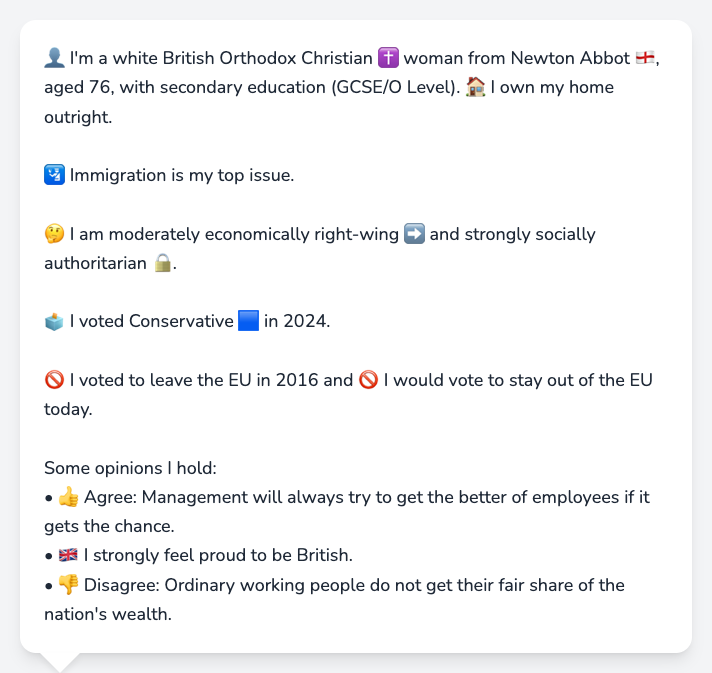 👤 I'm a white British Orthodox Christian ✝️ woman from Newton Abbot 🏴󠁧󠁢󠁥󠁮󠁧󠁿,
aged 76, with secondary education (GCSE/O Level). 🏠 I own my home
outright.
🛂 Immigration is my top issue.
🤔 I am moderately economically right-wing ➡️ and strongly socially
authoritarian 🔒.
🗳️ I voted Conservative 🟦 in 2024.
🚫 I voted to leave the EU in 2016 and 🚫 I would vote to stay out of the EU
today.
Some opinions I hold:
• 👍 Agree: Management will always try to get the better of employees if it
gets the chance.
• 🇬🇧 I strongly feel proud to be British.
• 👎 Disagree: Ordinary working people do not get their fair share of the
nation's wealth.